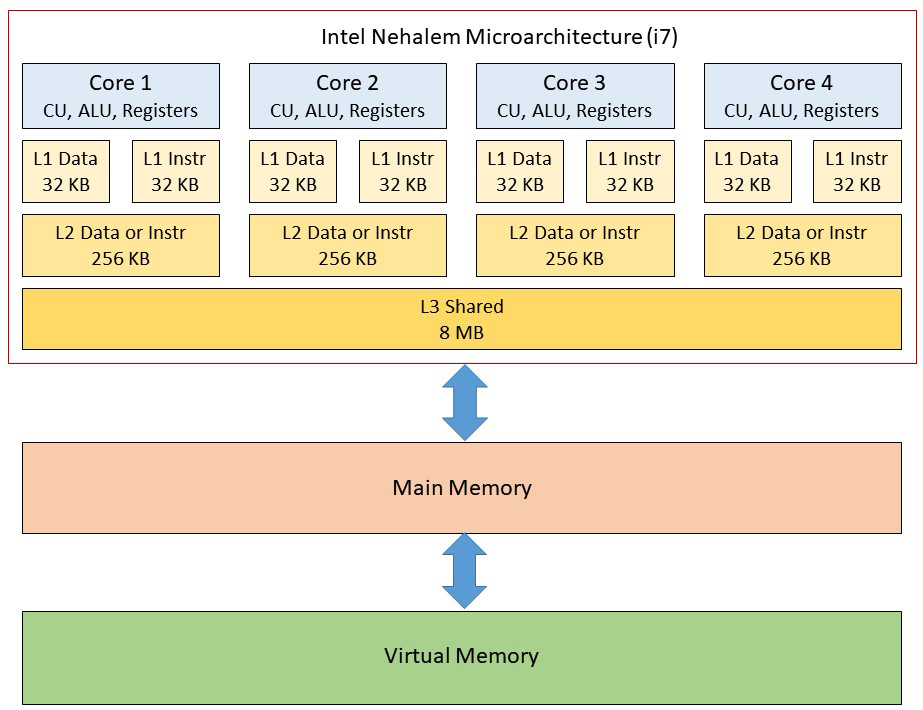 Intel Nehalem Microarchitecture (i7)
Core 1
CU, ALU, Registers
Core 2
CU, ALU, Registers
Core 3
CU, ALU, Registers
Core 4
CU, ALU, Registers
L1 Data
32 KB
L1 Instr
32 KB
L1 Data
32 KB
L1 Instr
32 KB
L1 Data
32 KB
L1 Instr
32 KB
L1 Data
32 KB
L1 Instr
32 KB
L2 Data or Instr
256 KB
L2 Data or Instr
256 KB
L2 Data or Instr
256 KB
L2 Data or Instr
256 KB
L3 Shared
8 MB
Main Memory
Virtual Memory